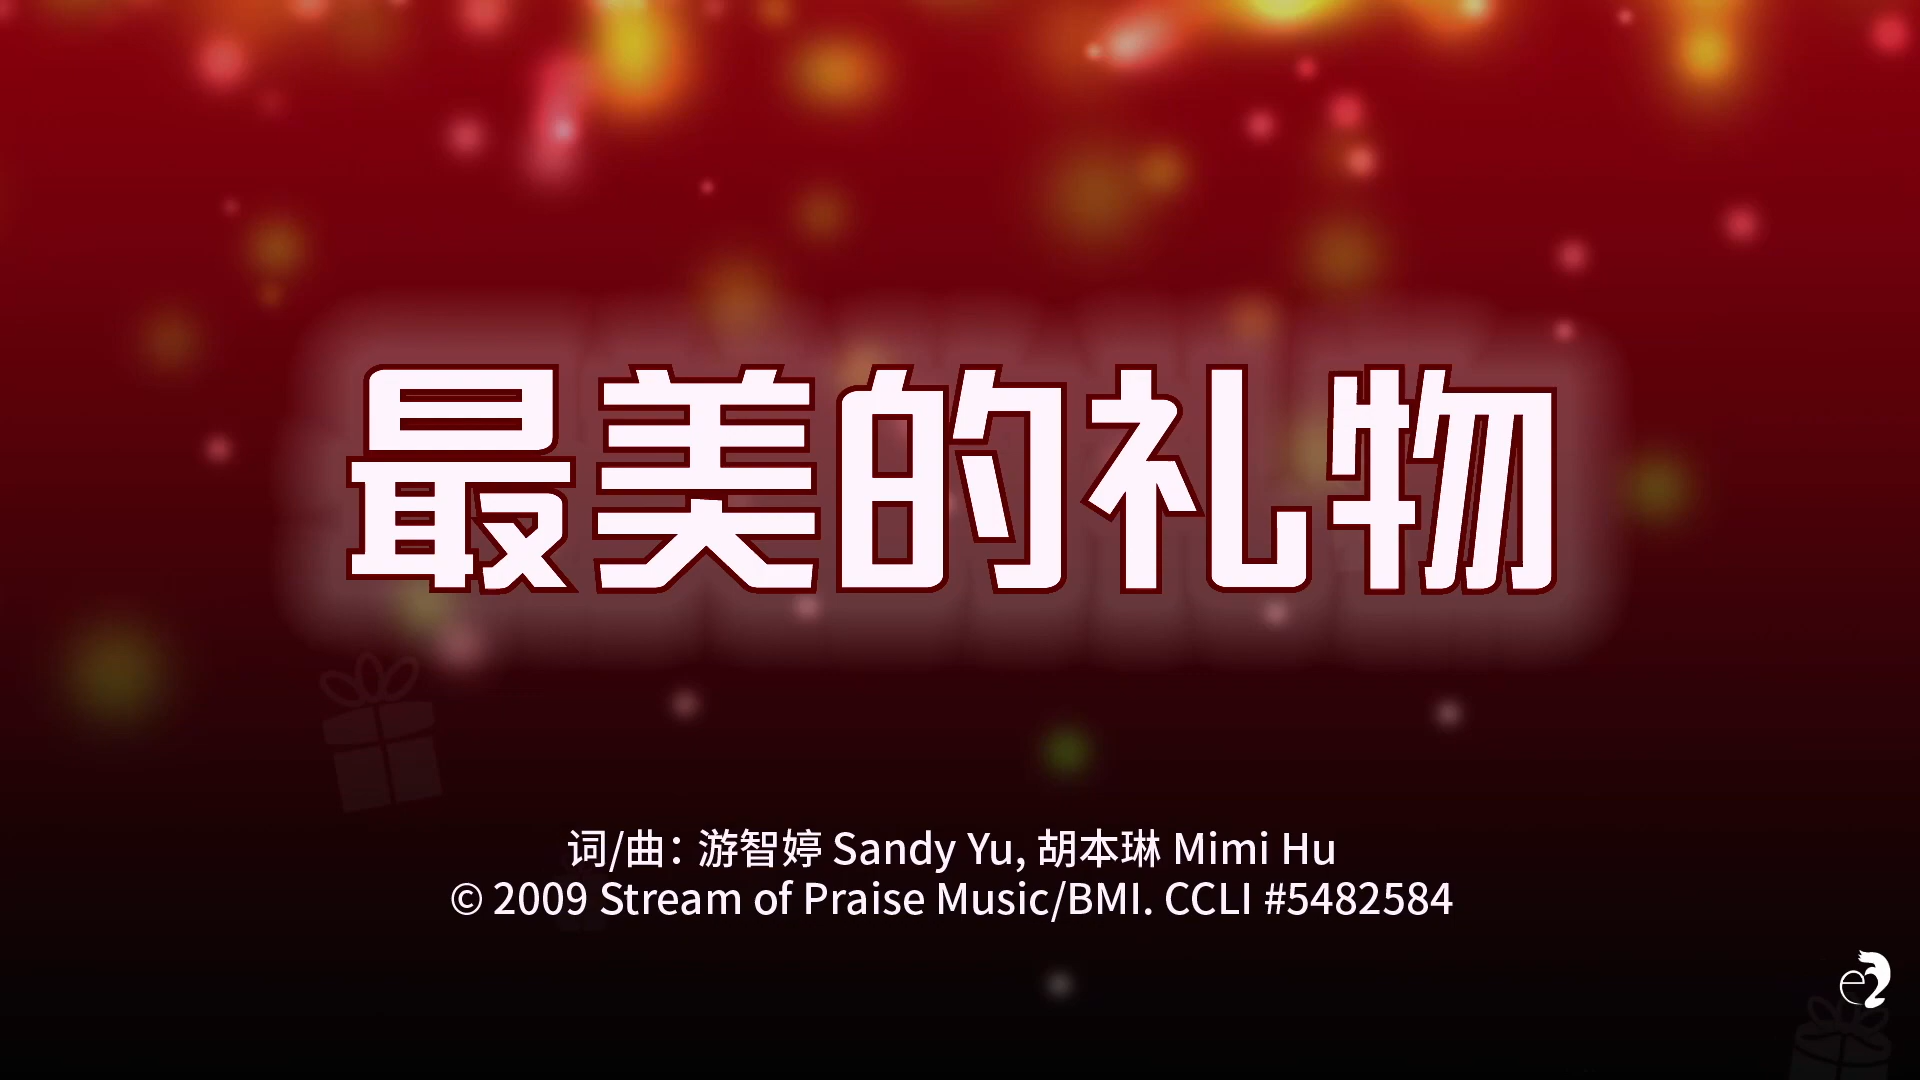 最美的礼物
词/曲：游智婷 Sandy Yu, 胡本琳 Mimi Hu
© 2009 Stream of Praise Music/BMI. CCLI #5482584
e2